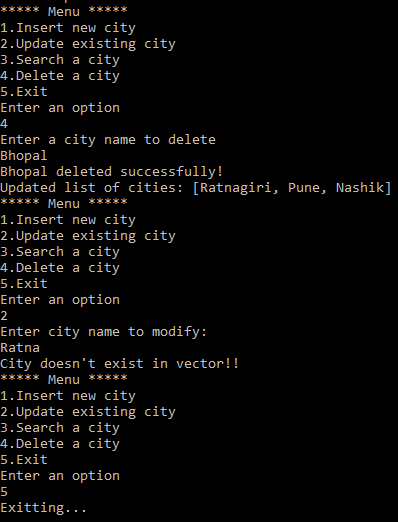 ***** Menu *****
1.Insert new city
2.Update existing city
3.Search a city
4.Delete a city
5.Exit
Enter an option
4
Enter a city name to delete
Bhopal
Bhopal deleted successfully!
Updated list of cities: [Ratnagiri, Pune, Nashik]
***** Menu *****
1.Insert new city
2.Update existing city
3.Search a city
4.Delete a city
5.Exit
Enter an option
2
Enter city name to modify:
Ratna
City doesn't exist in vector!!
***** Menu *****
1.Insert new city
2.Update existing city
3.Search a city
4.Delete a city
5.Exit
Enter an option
5
Exitting...